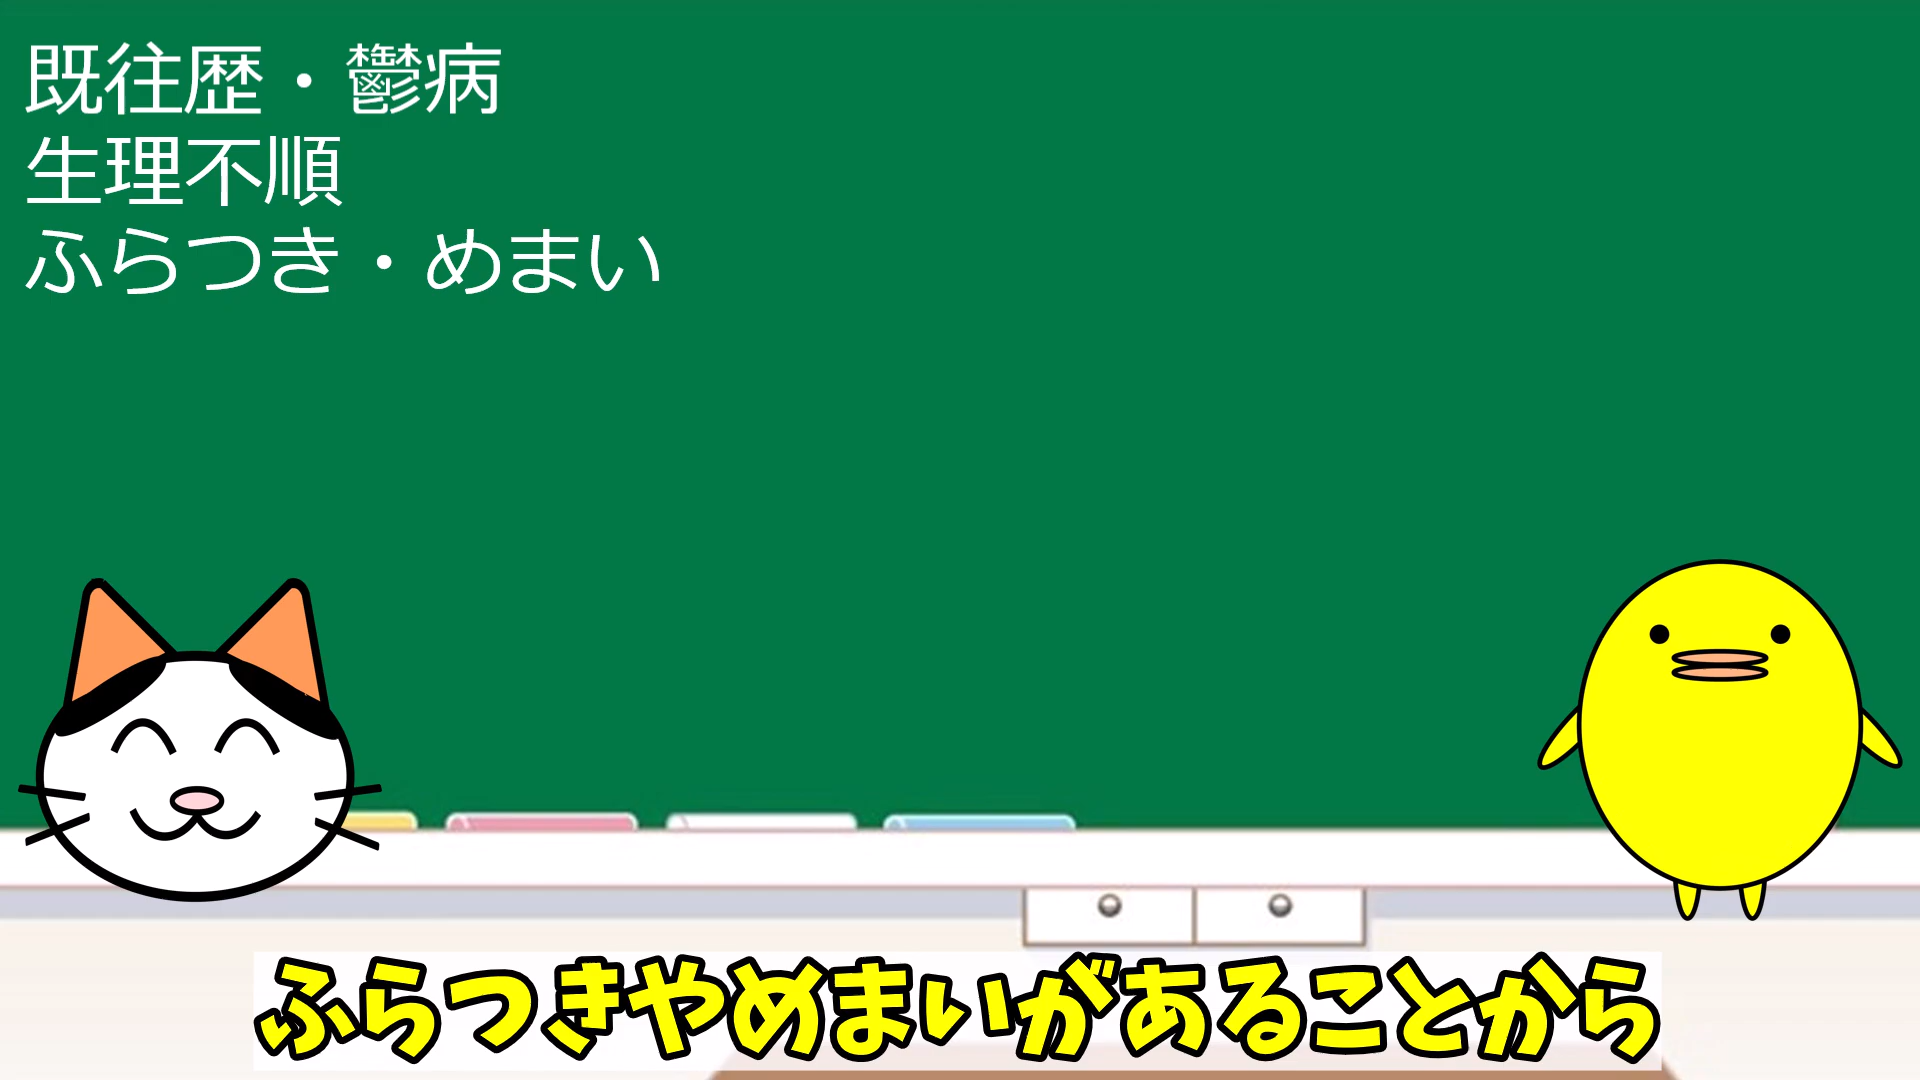 既往歴・鬱病
生理不順
ふらつき・めまい
ふらつきやめまいがあることから